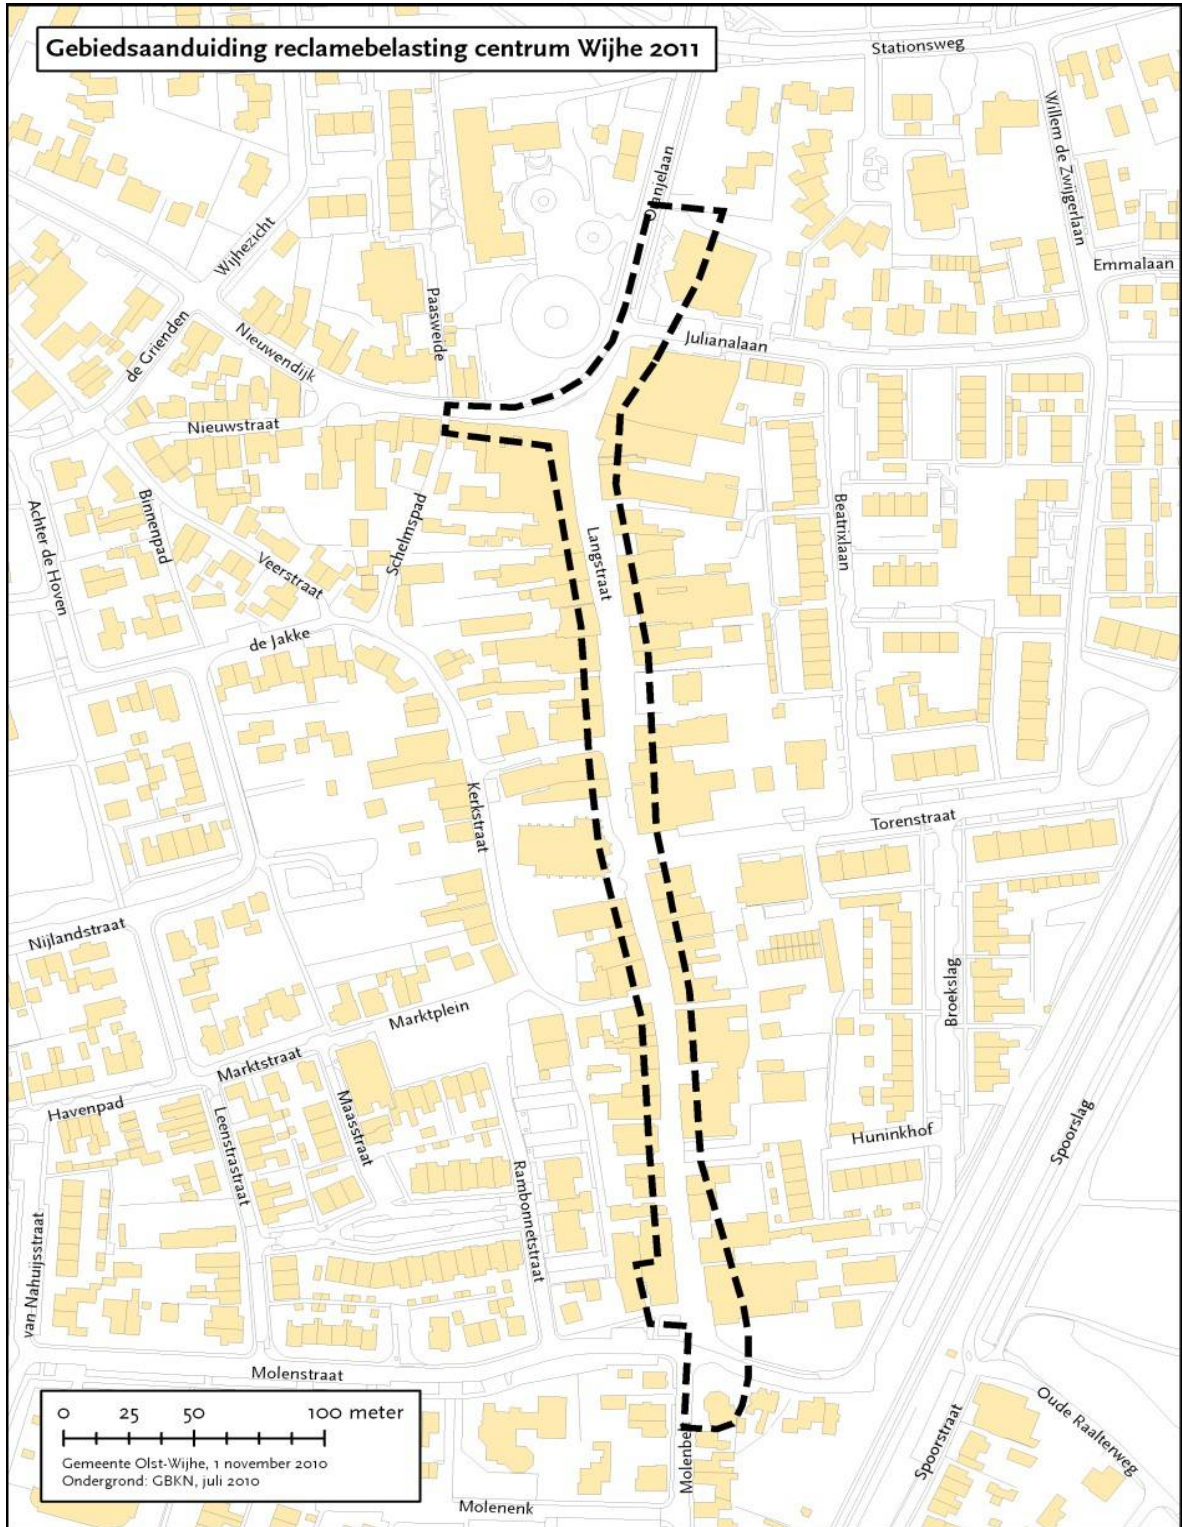 Gebiedsaanduiding reclamebelasting centrum Wijhe 2011
Stationsweg
Willem de Zwijgerlaan
Oranjelaan
Wijhezicht
Emmalaan
Paasweide
de Grienden
Nieuwendijk
Julianalaan
Nieuwstraat
Binnenpad
Achter de Hoven
Schelmspad
Veerstraat
Langstraat
Beatrixlaan
de Jakke
Kerkstraat
Torenstraat
Nijlandstraat
Broekslag
Marktplein
Marktstraat
Havenpad
Leenstrastraat
Maasstraat
Huninkhof
Spoorslag
Rambonnetstraat
van Nahuijsstraat
Molenstraat
Oude Raalterweg
Spoorstraat
Molenbe
Molenenk
0 25 50 100 meter
Gemeente Olst-Wijhe, 1 november 2010
Ondergrond: GBKN, juli 2010